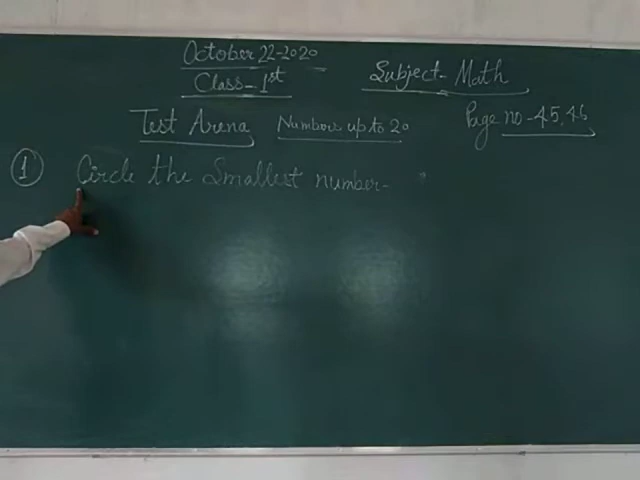 October 22-2020
Class-1st
Subject-Math
Test Arena Numbers up to 20 Page no-45,46
1 Circle the Smallest number-